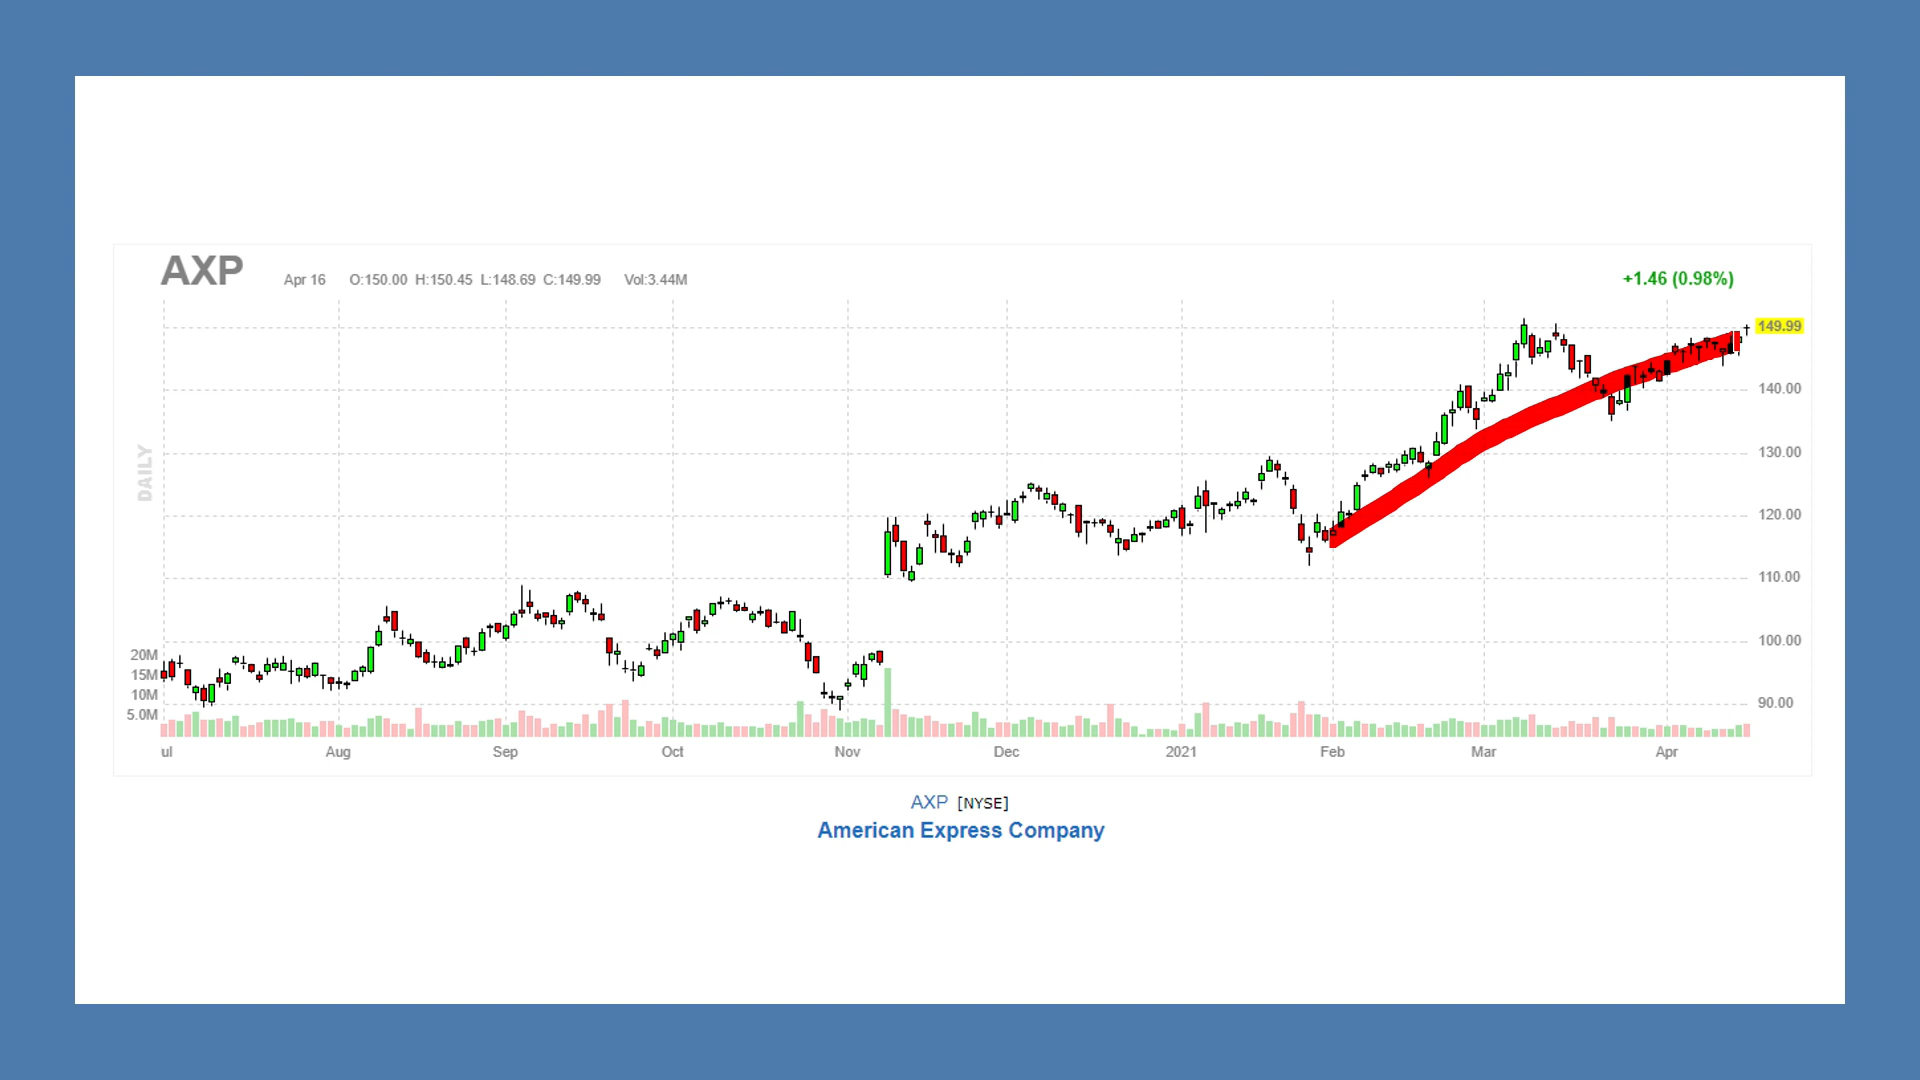 AXP Apr 16 O:150.00 H:150.45 L:148.69 C:149.99 Vol:3.44M +1.46 (0.98%)
149.99
140.00
130.00
DAILY
120.00
110.00
100.00
20M
15M
10M
90.00
5.0M
ul Aug Sep Oct Nov Dec 2021 Feb Mar Apr
AXP [NYSE]
American Express Company